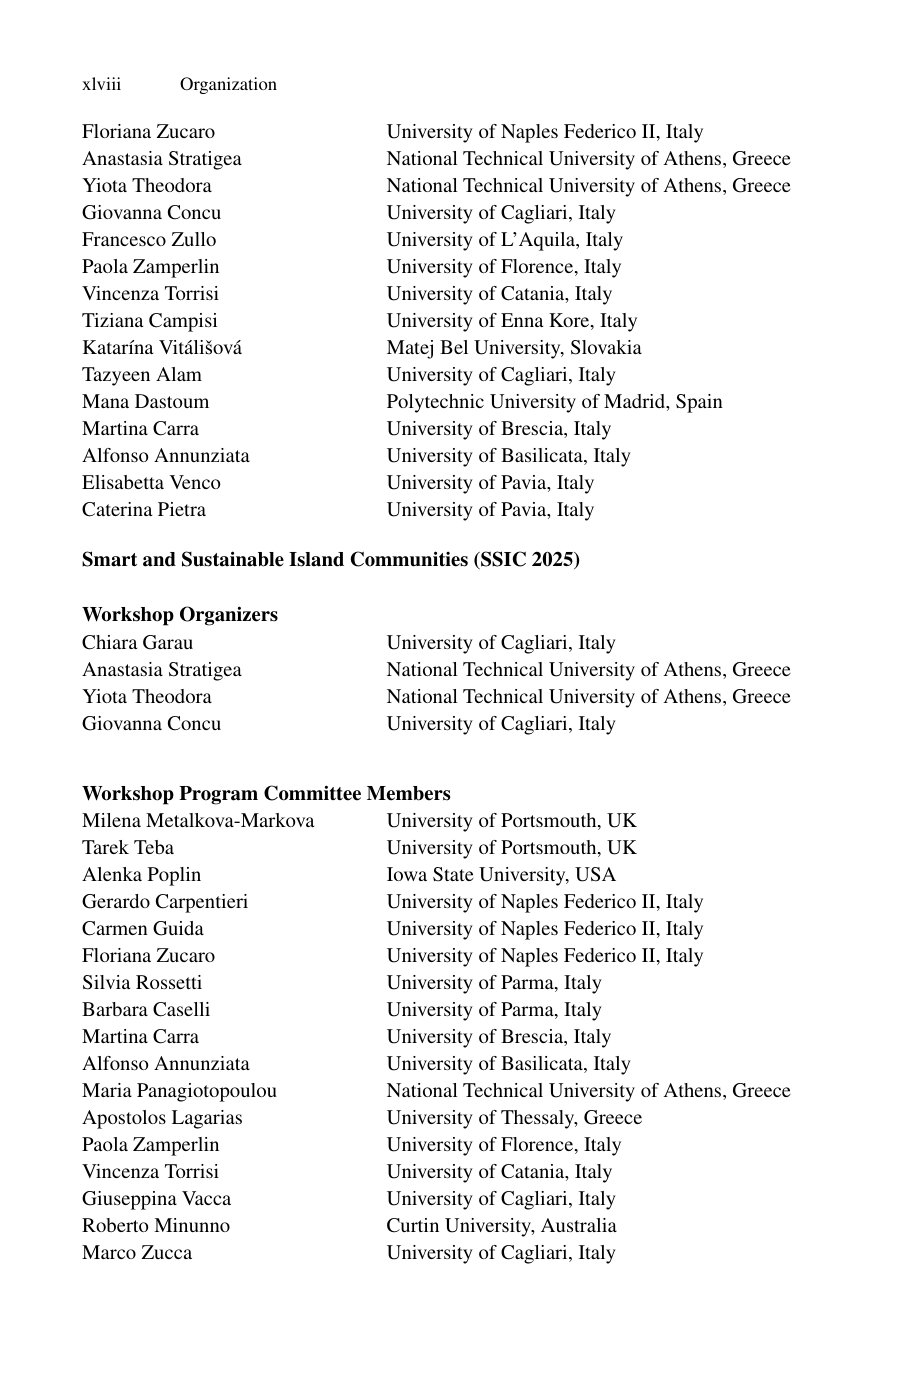 xlviii Organization
Floriana Zucaro University of Naples Federico II, Italy
Anastasia Stratigea National Technical University of Athens, Greece
Yiota Theodora National Technical University of Athens, Greece
Giovanna Concu University of Cagliari, Italy
Francesco Zullo University of L’Aquila, Italy
Paola Zamperlin University of Florence, Italy
Vincenza Torrisi University of Catania, Italy
Tiziana Campisi University of Enna Kore, Italy
Katarína Vitálišová Matej Bel University, Slovakia
Tazyeen Alam University of Cagliari, Italy
Mana Dastoum Polytechnic University of Madrid, Spain
Martina Carra University of Brescia, Italy
Alfonso Annunziata University of Basilicata, Italy
Elisabetta Venco University of Pavia, Italy
Caterina Pietra University of Pavia, Italy
Smart and Sustainable Island Communities (SSIC 2025)
Workshop Organizers
Chiara Garau University of Cagliari, Italy
Anastasia Stratigea National Technical University of Athens, Greece
Yiota Theodora National Technical University of Athens, Greece
Giovanna Concu University of Cagliari, Italy
Workshop Program Committee Members
Milena Metalkova-Markova University of Portsmouth, UK
Tarek Teba University of Portsmouth, UK
Alenka Poplin Iowa State University, USA
Gerardo Carpentieri University of Naples Federico II, Italy
Carmen Guida University of Naples Federico II, Italy
Floriana Zucaro University of Naples Federico II, Italy
Silvia Rossetti University of Parma, Italy
Barbara Caselli University of Parma, Italy
Martina Carra University of Brescia, Italy
Alfonso Annunziata University of Basilicata, Italy
Maria Panagiotopoulou National Technical University of Athens, Greece
Apostolos Lagarias University of Thessaly, Greece
Paola Zamperlin University of Florence, Italy
Vincenza Torrisi University of Catania, Italy
Giuseppina Vacca University of Cagliari, Italy
Roberto Minunno Curtin University, Australia
Marco Zucca University of Cagliari, Italy